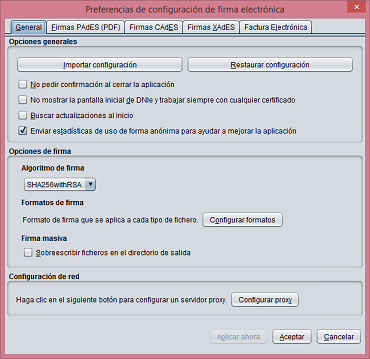 Preferencias de configuración de firma electrónica
General Firmas PAdES (PDF) Firmas CAdES Firmas XAdES Factura Electrónica
Opciones generales
Importar configuración Restaurar configuración
No pedir confirmación al cerrar la aplicación
No mostrar la pantalla inicial de DNIe y trabajar siempre con cualquier certificado
Buscar actualizaciones al inicio
Enviar estadísticas de uso de forma anónima para ayudar a mejorar la aplicación
Opciones de firma
Algoritmo de firma
SHA256withRSA
Formatos de firma
Formato de firma que se aplica a cada tipo de fichero. Configurar formatos
Firma masiva
Sobreescribir ficheros en el directorio de salida
Configuración de red
Haga clic en el siguiente botón para configurar un servidor proxy. Configurar proxy
Aplicar ahora Aceptar Cancelar